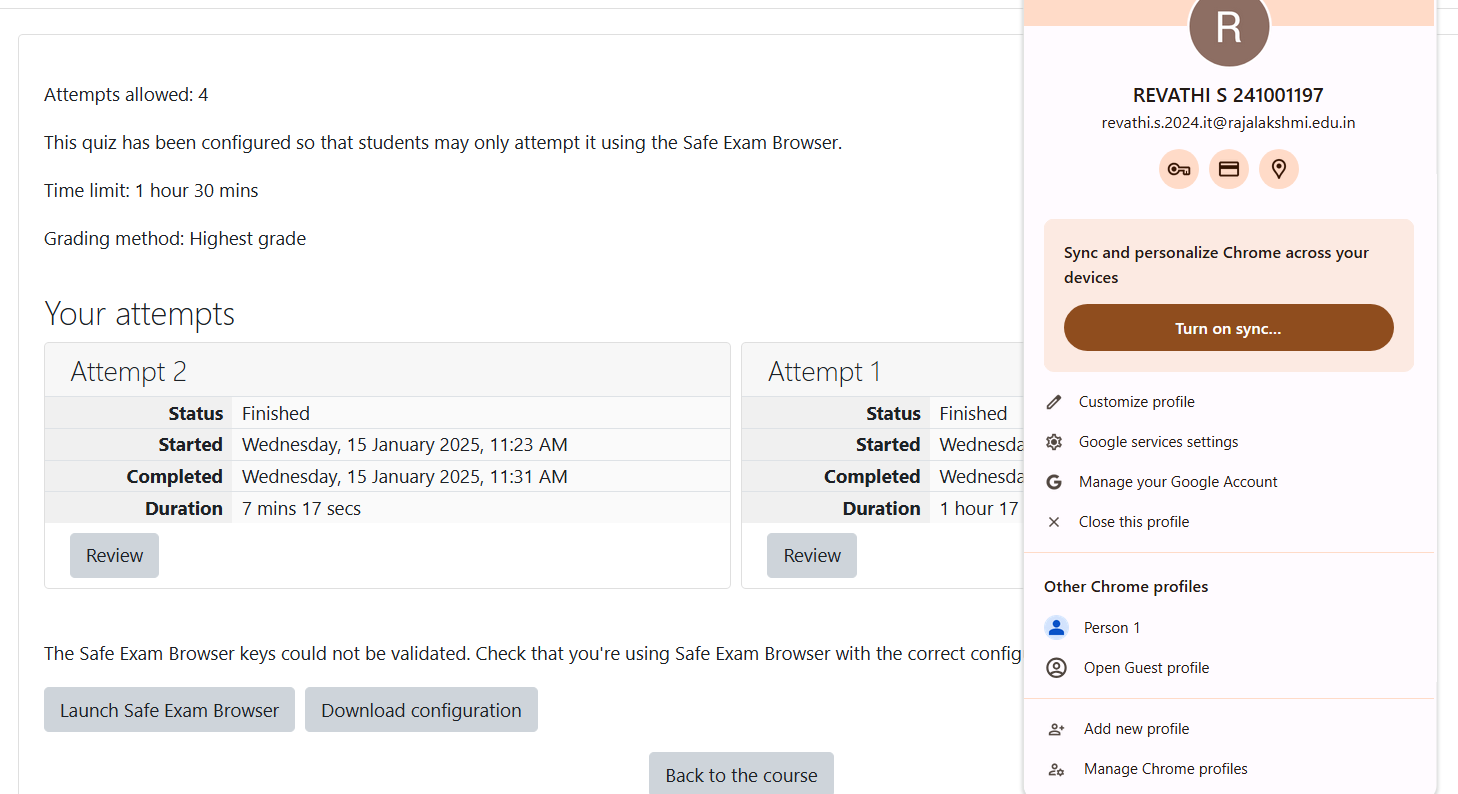 Attempts allowed: 4
This quiz has been configured so that students may only attempt it using the Safe Exam Browser.
Time limit: 1 hour 30 mins
Grading method: Highest grade
Your attempts
Attempt 2
Status Finished
Started Wednesday, 15 January 2025, 11:23 AM
Completed Wednesday, 15 January 2025, 11:31 AM
Duration 7 mins 17 secs
Review
Attempt 1
Status Finished
Started
Completed
Duration 1 hour 17
Review
The Safe Exam Browser keys could not be validated. Check that you're using Safe Exam Browser with the correct
Launch Safe Exam Browser
Download configuration
Back to the course
R
REVATHI S 241001197
revathi.s.2024.it@rajalakshmi.edu.in
Sync and personalize Chrome across your
devices
Turn on sync...
Customize profile
Google services settings
G Manage your Google Account
Close this profile
Other Chrome profiles
Person 1
Open Guest profile
Add new profile
Manage Chrome profiles